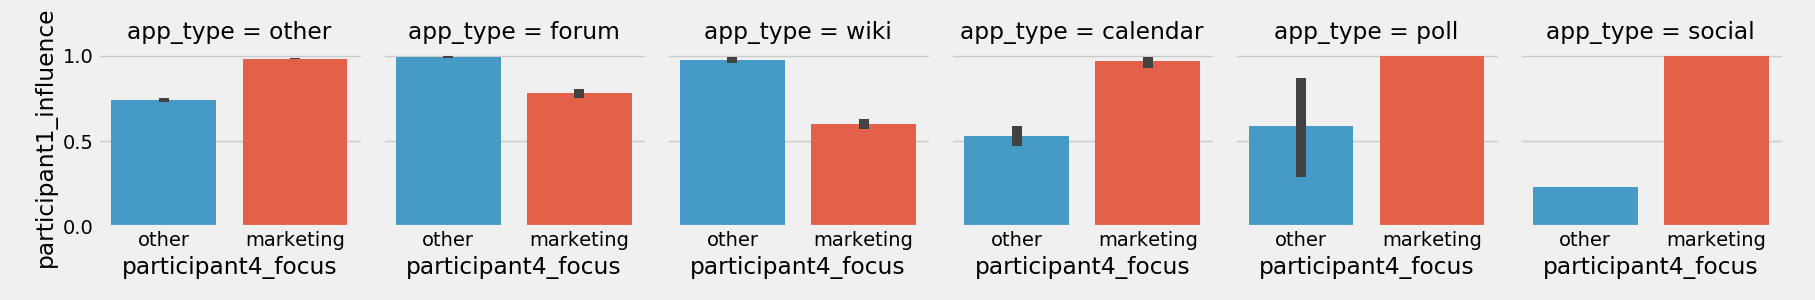 app_type = other
app_type = forum
app_type = wiki
app_type = calendar
app_type = poll
app_type = social
participant1_influence
1.0
0.5
0.0
other marketing
other marketing
other marketing
other marketing
other marketing
other marketing
participant4_focus
participant4_focus
participant4_focus
participant4_focus
participant4_focus
participant4_focus